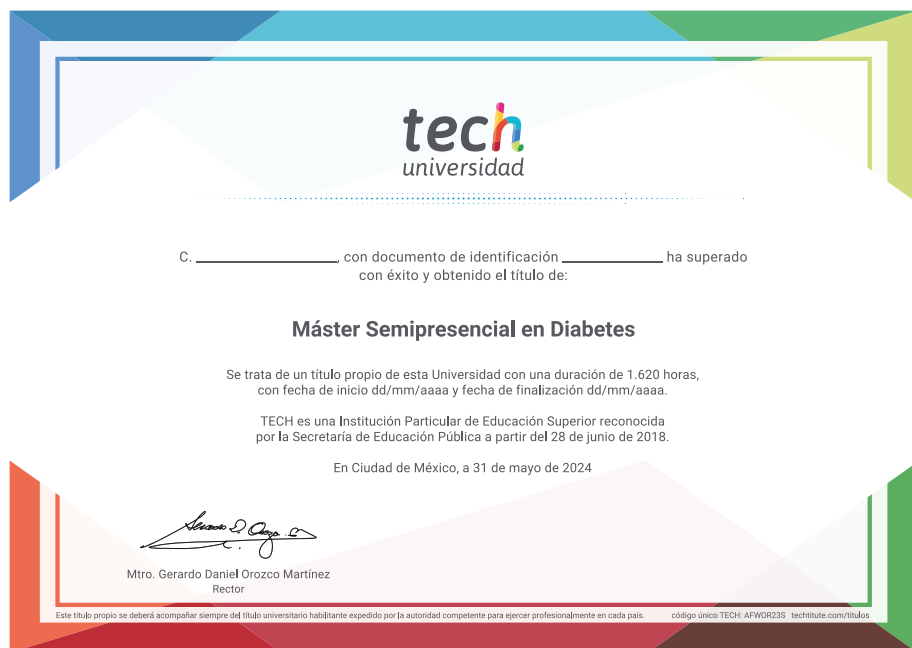 tech
universidad
C. ____________________, con documento de identificación ______________ ha superado
con éxito y obtenido el título de:
Máster Semipresencial en Diabetes
Se trata de un título propio de esta Universidad con una duración de 1.620 horas,
con fecha de inicio dd/mm/aaaa y fecha de finalización dd/mm/aaaa.
TECH es una Institución Particular de Educación Superior reconocida
por la Secretaría de Educación Pública a partir del 28 de junio de 2018.
En Ciudad de México, a 31 de mayo de 2024
Mtro. Gerardo Daniel Orozco Martínez
Rector
Este título propio se deberá acompañar siempre del título universitario habilitante expedido por la autoridad competente para ejercer profesionalmente en cada país. código único TECH: AFWOR23S techtitute.com/titulos